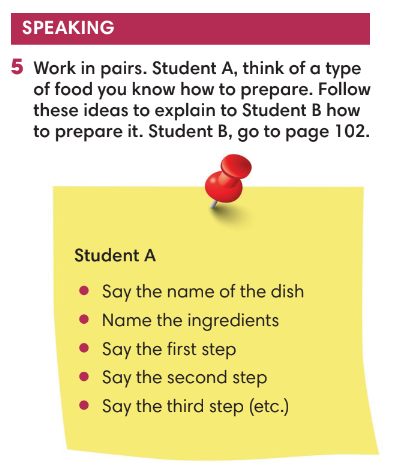 SPEAKING
5 Work in pairs. Student A, think of a type
of food you know how to prepare. Follow
these ideas to explain to Student B how
to prepare it. Student B, go to page 102.
Student A
• Say the name of the dish
• Name the ingredients
• Say the first step
• Say the second step
• Say the third step (etc.)